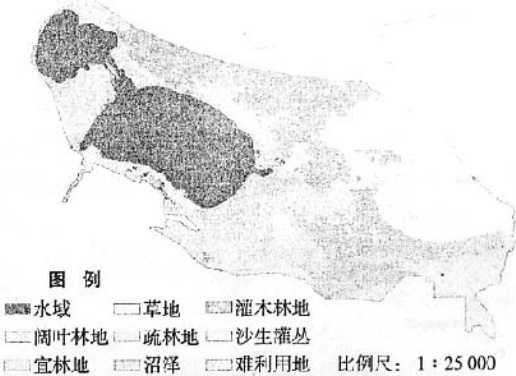 图 例
水域 草地 灌木林地
阔叶林地 疏林地 沙生灌丛
宜林地 沼泽 难利用地 比例尺：1：25 000